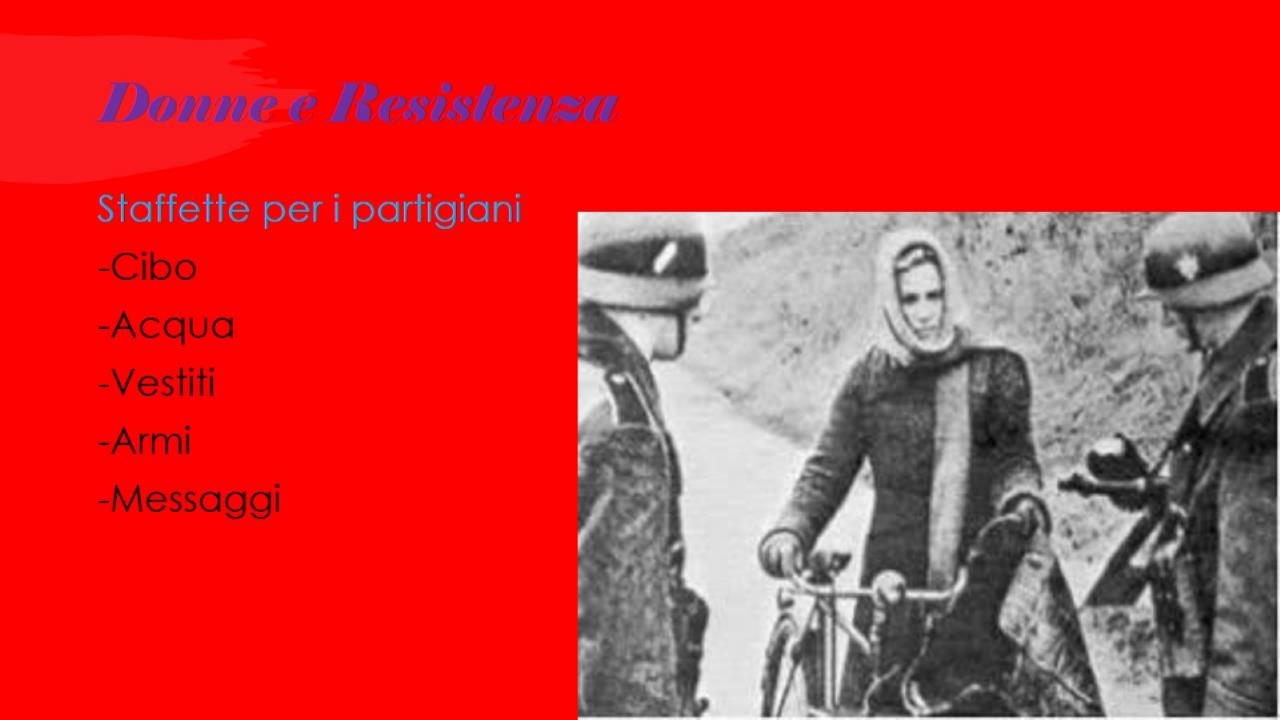 Donne e Resistenza
Staffette per i partigiani
-Cibo
-Acqua
-Vestiti
-Armi
-Messaggi